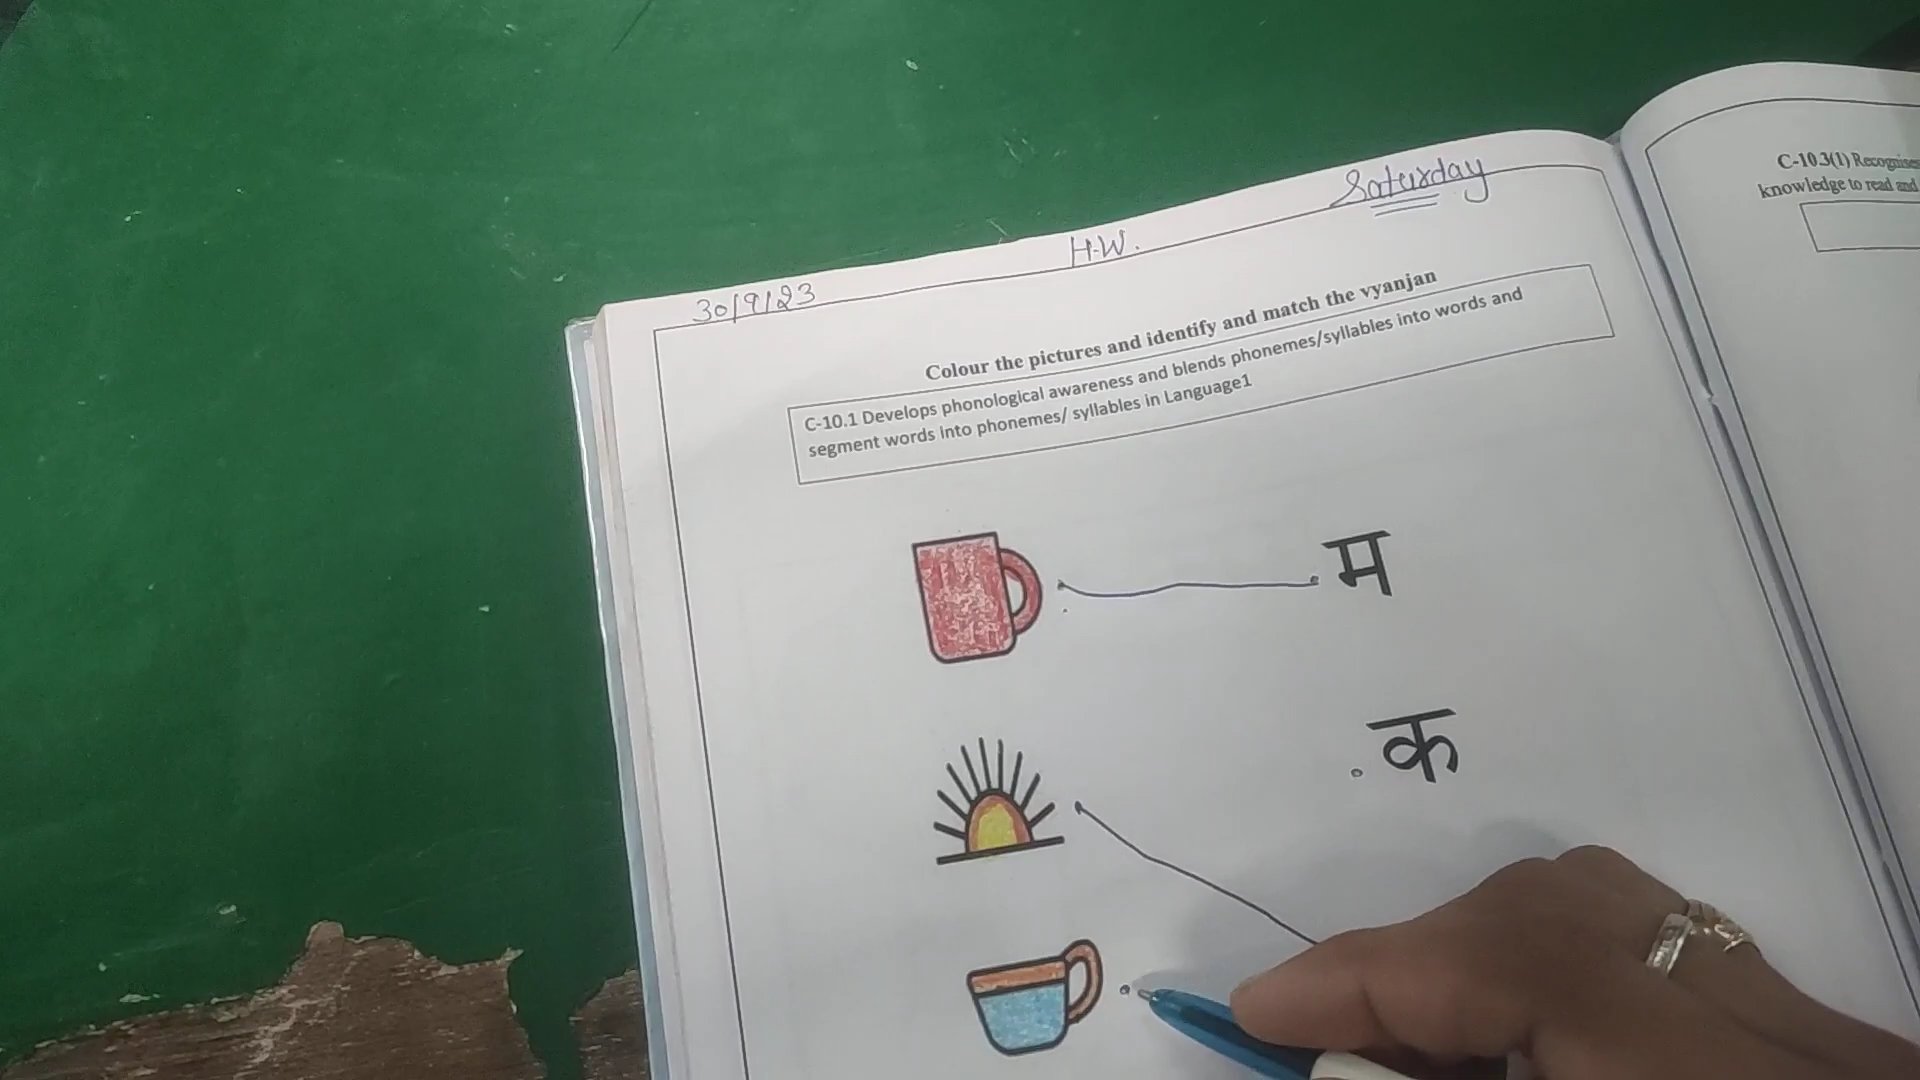 Saturday
H.W.
30/9/23
Colour the pictures and identify and match the vyanjan
C-10.1 Develops phonological awareness and blends phonemes/syllables into words and
segment words into phonemes/ syllables in Language1
म
क
C-10.3(1) Recognises
knowledge to read and